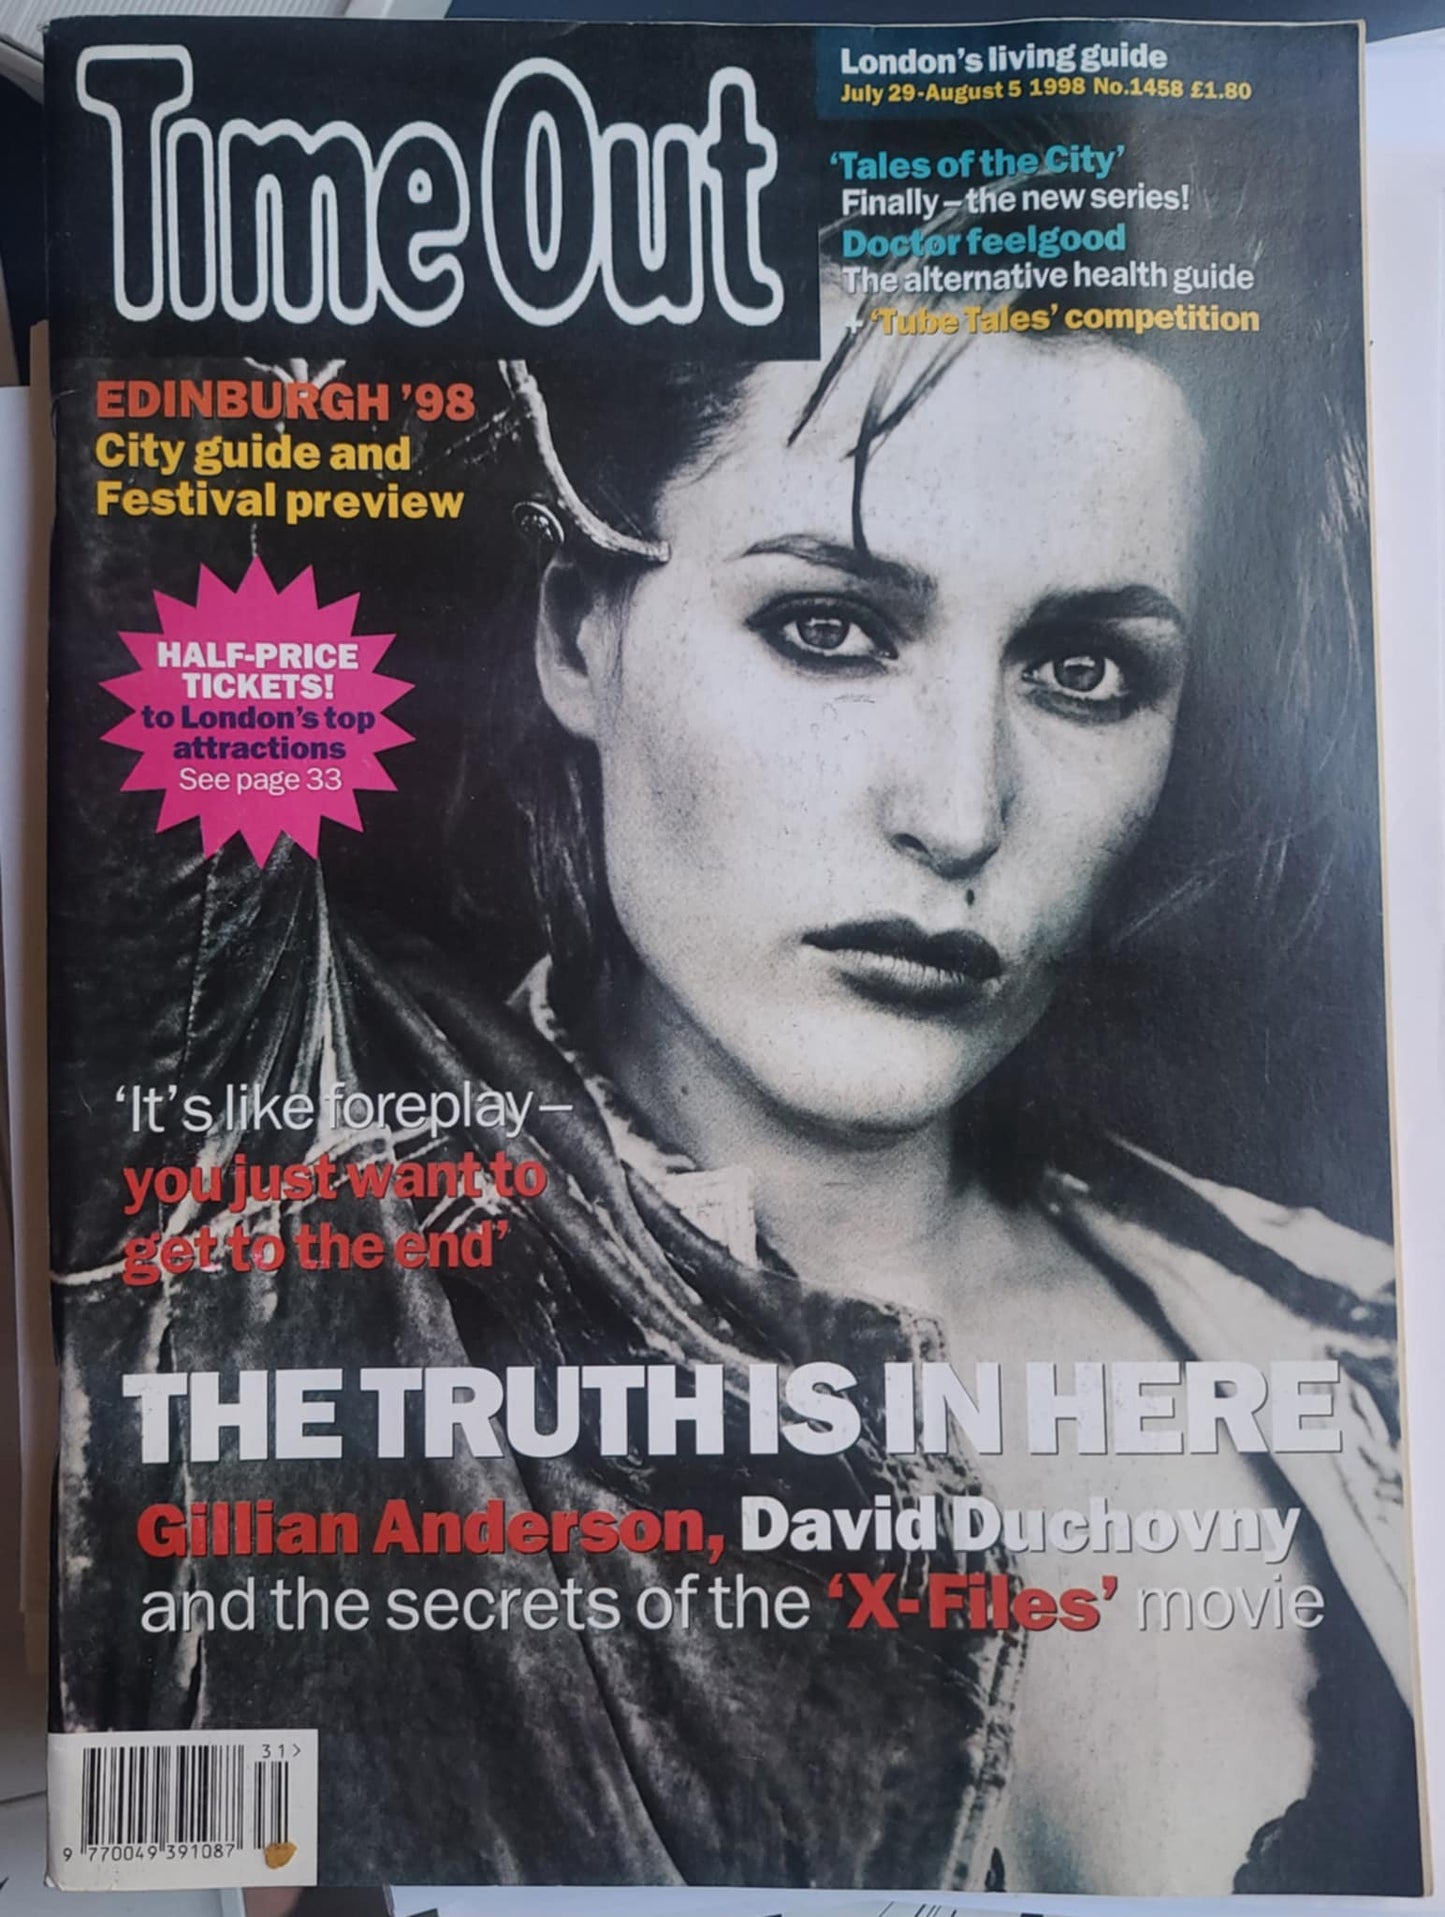 Time Out
London's living guide
July 29-August 5 1998 No.1458 £1.80
'Tales of the City'
Finally – the new series!
Doctor feelgood
The alternative health guide
+ 'Tube Tales' competition
EDINBURGH '98
City guide and
Festival preview
HALF-PRICE
TICKETS!
to London's top
attractions
See page 33
'It's like foreplay –
you just want to
get to the end'
THE TRUTH IS IN HERE
Gillian Anderson, David Duchovny
and the secrets of the 'X-Files' movie
31>
9 770049 391087